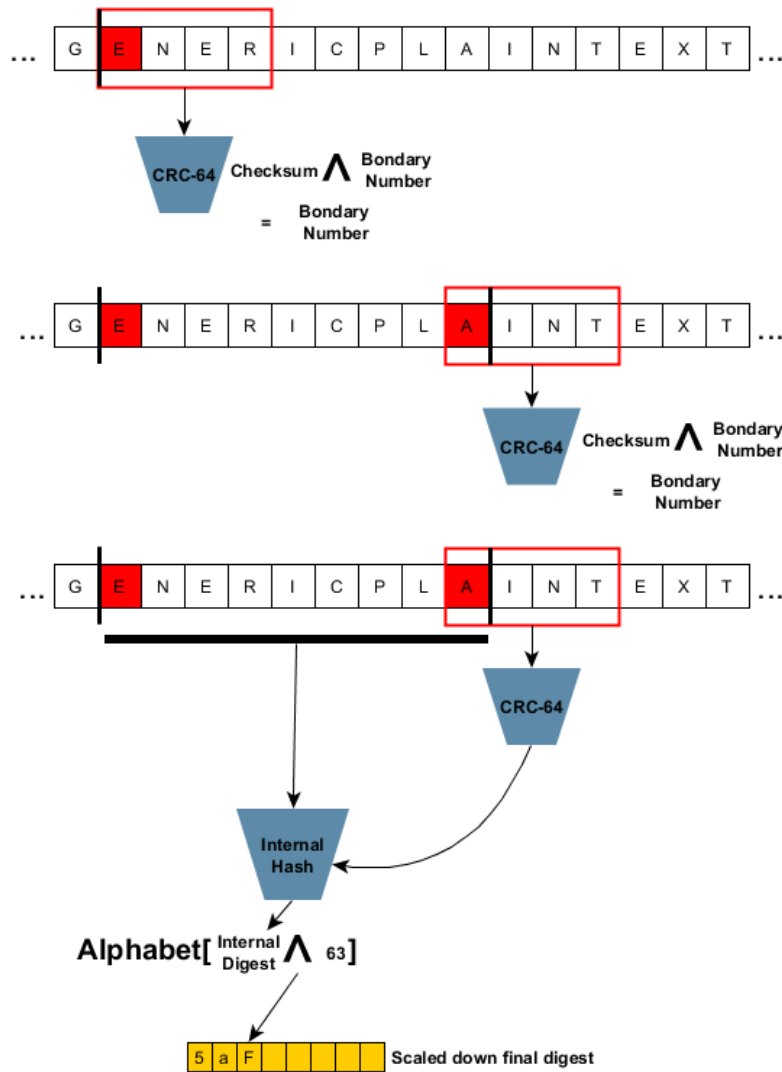 ... G E N E R I C P L A I N T E X T ...
CRC-64 Checksum ∧ Bondary
Number
= Bondary
Number
... G E N E R I C P L A I N T E X T ...
CRC-64 Checksum ∧ Bondary
Number
= Bondary
Number
... G E N E R I C P L A I N T E X T ...
CRC-64
Internal
Hash
Alphabet[ Internal
Digest ∧ 63]
5 a F Scaled down final digest